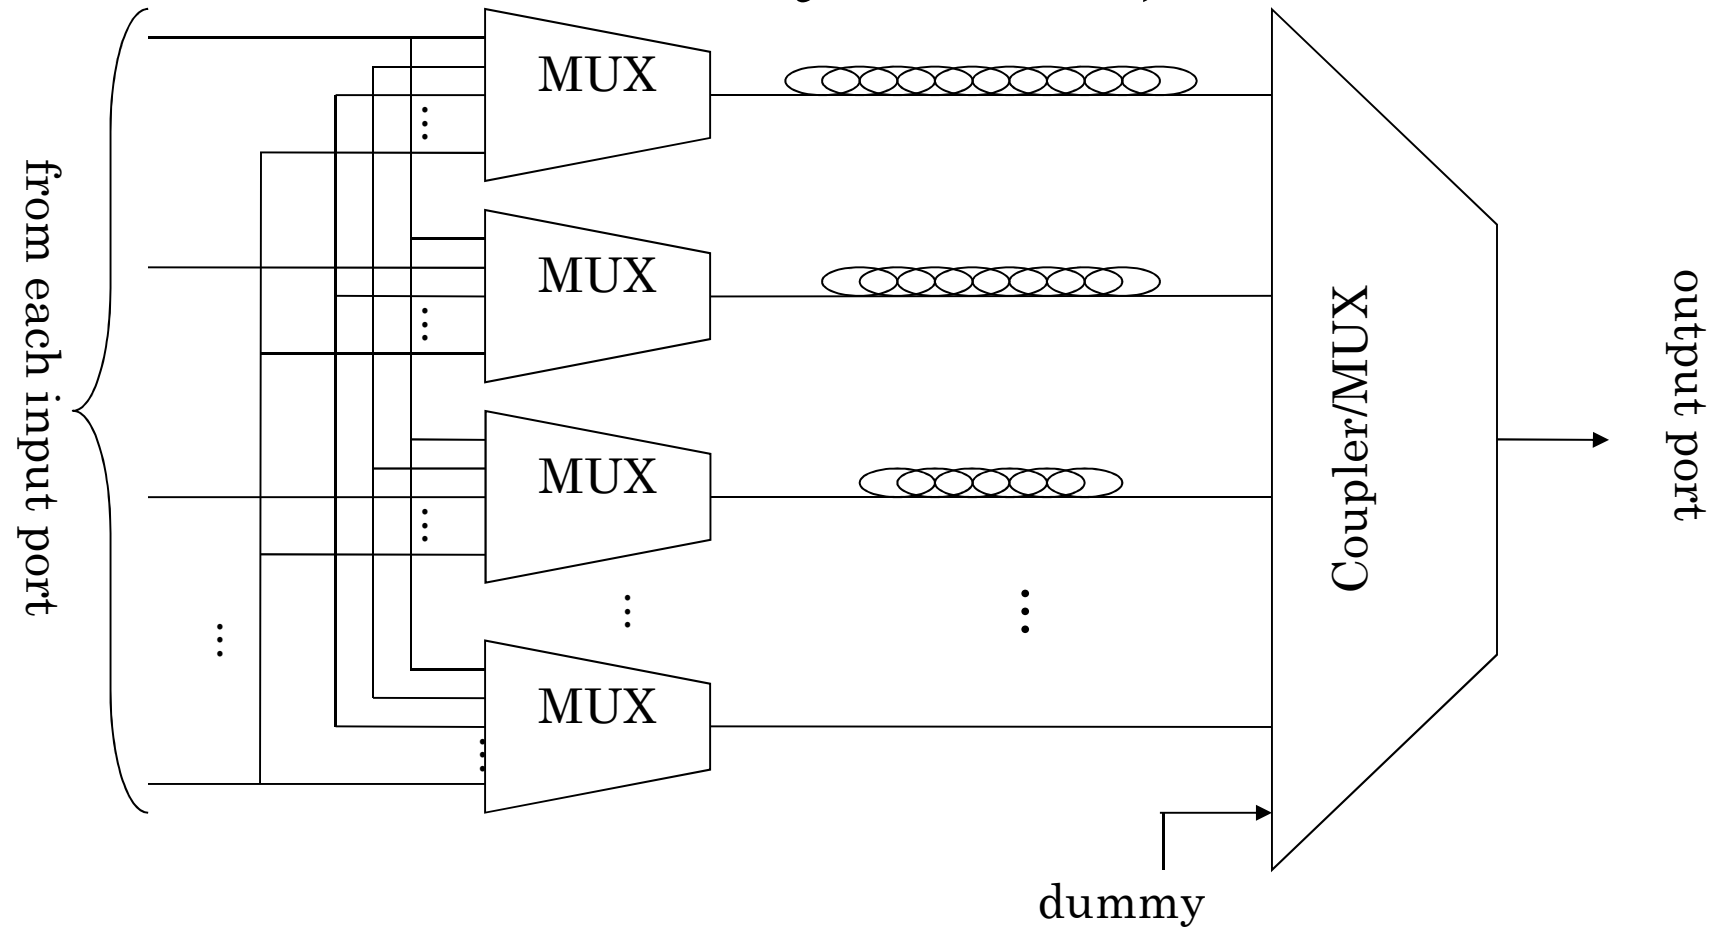 from each input port
MUX
MUX
MUX
MUX
Coupler/MUX
output port
dummy